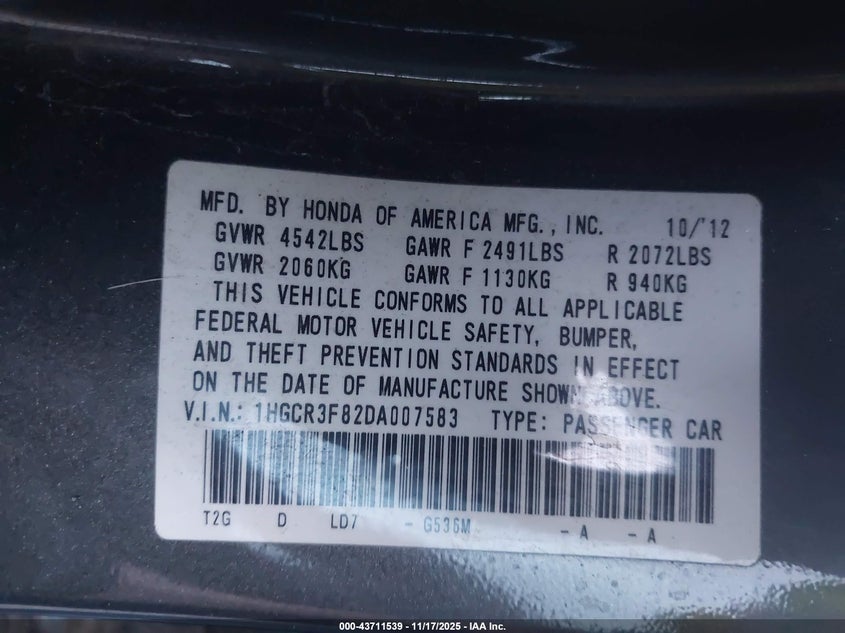 MFD. BY HONDA OF AMERICA MFG., INC. 10/'12
GVWR 4542LBS GAWR F 2491LBS R 2072LBS
GVWR 2060KG GAWR F 1130KG R 940KG
THIS VEHICLE CONFORMS TO ALL APPLICABLE
FEDERAL MOTOR VEHICLE SAFETY, BUMPER,
AND THEFT PREVENTION STANDARDS IN EFFECT
ON THE DATE OF MANUFACTURE SHOWN ABOVE.
V.I.N.: 1HGCR3F82DA007583 TYPE: PASSENGER CAR
T2G D LD7 - G536M - A - A
000-43711539 - 11/17/2025 - IAA Inc.